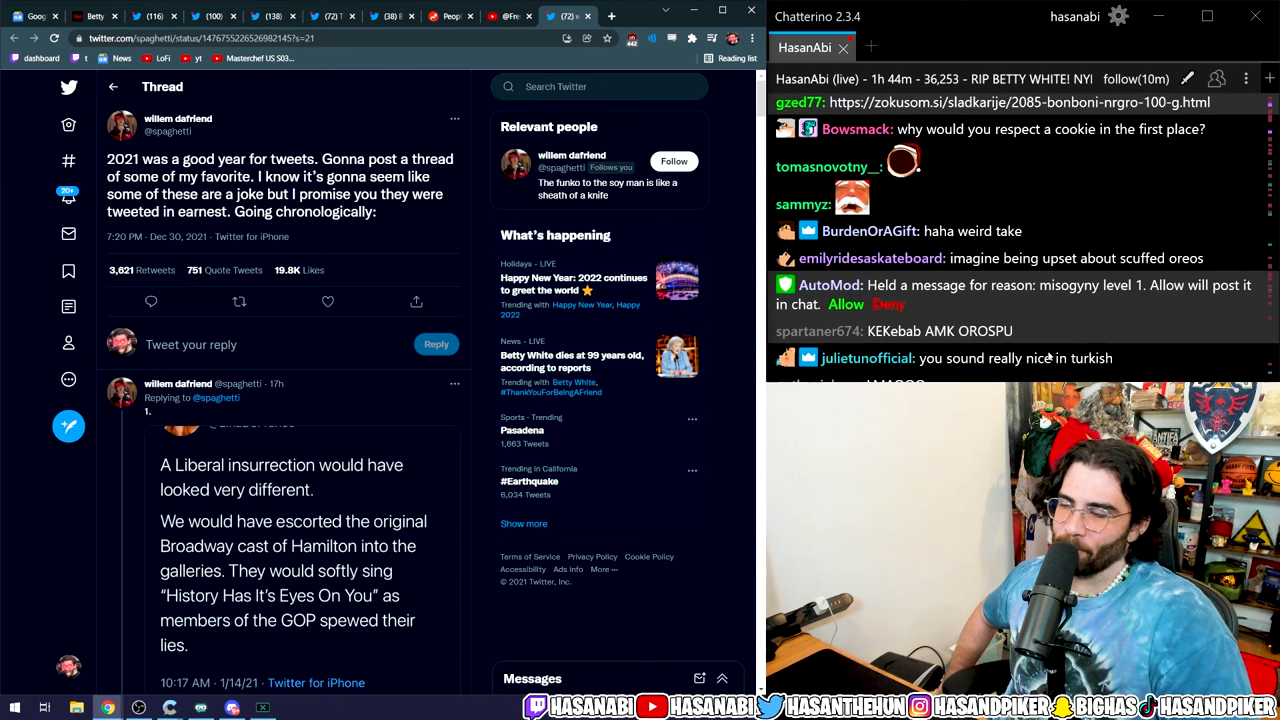 Goog
(116)
(100)
(138)
(72) T
(38) B
Peopl
@Fre
(72) w
twitter.com/spaghetti/status/1476755226526982145?s=21
442
dashboard
t
News
LoFi
yt
Masterchef US S03...
Reading list
Thread
willem dafriend
@spaghetti
2021 was a good year for tweets. Gonna post a thread
of some of my favorite. I know it's gonna seem like
some of these are a joke but I promise you they were
tweeted in earnest. Going chronologically:
7:20 PM · Dec 30, 2021 · Twitter for iPhone
3,621 Retweets 751 Quote Tweets 19.8K Likes
20+
Tweet your reply
Reply
willem dafriend @spaghetti · 17h
Replying to @spaghetti
1.
A Liberal insurrection would have
looked very different.
We would have escorted the original
Broadway cast of Hamilton into the
galleries. They would softly sing
“History Has It’s Eyes On You” as
members of the GOP spewed their
lies.
10:17 AM · 1/14/21 · Twitter for iPhone
Search Twitter
Relevant people
willem dafriend
@spaghetti Follows you
Follow
The funko to the soy man is like a
sheath of a knife
What's happening
Holidays · LIVE
Happy New Year: 2022 continues
to greet the world
Trending with Happy New Year, Happy
2022
News · LIVE
Betty White dies at 99 years old,
according to reports
Trending with Betty White,
#ThankYouForBeingAFriend
Sports · Trending
Pasadena
1,663 Tweets
Trending in California
#Earthquake
6,034 Tweets
Show more
Terms of Service Privacy Policy Cookie Policy
Accessibility Ads info More ···
© 2021 Twitter, Inc.
Messages
Chatterino 2.3.4
hasanabi
HasanAbi
HasanAbi (live) - 1h 44m - 36,253 - RIP BETTY WHITE! NY! follow(10m)
gzed77: https://zokusom.si/sladkarije/2085-bonboni-nrgro-100-g.html
Bowsmack: why would you respect a cookie in the first place?
tomasnovotny__:
sammyz:
BurdenOrAGift: haha weird take
emilyridesaskateboard: imagine being upset about scuffed oreos
AutoMod: Held a message for reason: misogyny level 1. Allow will post it
in chat. Allow Deny
spartaner674: KEKebab AMK OROSPU
julietunofficial: you sound really nice in turkish
ANTIFA
HASANABI HASANABI HASANTHEHUN HASANDPIKER BIGHAS HASANDPIKER